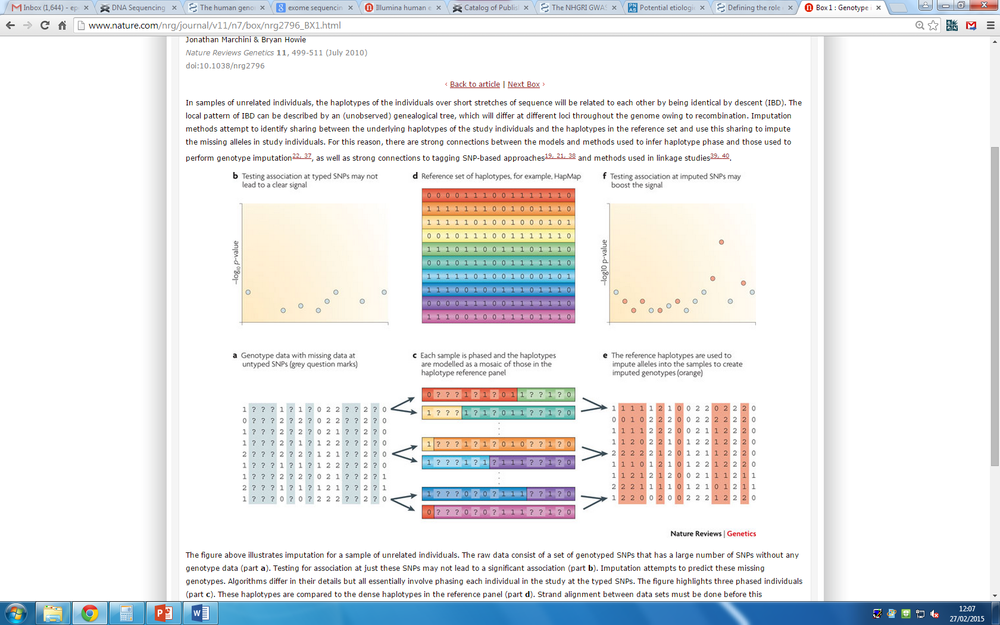 Inbox (1,644) - ep
DNA Sequencing
The human geno
exome sequencin
Illumina human e
Catalog of Publis
The NHGRI GWAS
Potential etiologi
Defining the role
Box 1 : Genotype i
www.nature.com/nrg/journal/v11/n7/box/nrg2796_BX1.html
Jonathan Marchini & Bryan Howie
Nature Reviews Genetics 11, 499-511 (July 2010)
doi:10.1038/nrg2796
‹ Back to article | Next Box ›
In samples of unrelated individuals, the haplotypes of the individuals over short stretches of sequence will be related to each other by being identical by descent (IBD). The
local pattern of IBD can be described by an (unobserved) genealogical tree, which will differ at different loci throughout the genome owing to recombination. Imputation
methods attempt to identify sharing between the underlying haplotypes of the study individuals and the haplotypes in the reference set and use this sharing to impute
the missing alleles in study individuals. For this reason, there are strong connections between the models and methods used to infer haplotype phase and those used to
perform genotype imputation22, 37, as well as strong connections to tagging SNP-based approaches19, 21, 38 and methods used in linkage studies39, 40.
b Testing association at typed SNPs may not
lead to a clear signal
–log10 p-value
d Reference set of haplotypes, for example, HapMap
0 0 0 0 1 1 1 0 0 1 1 1 1 1 1 0
1 1 1 1 1 1 1 0 0 1 0 0 1 1 1 0
1 1 1 1 1 0 1 0 0 1 0 0 0 1 0 1
0 0 1 0 1 1 1 0 0 1 1 1 1 1 1 0
1 1 1 0 1 1 0 0 1 1 1 0 1 1 1 0
0 0 1 0 1 1 1 0 0 1 1 1 1 1 1 0
1 1 1 1 1 0 1 0 0 1 0 0 0 1 0 1
1 1 1 0 0 1 0 0 1 1 1 0 1 1 1 0
0 0 0 0 1 1 1 0 0 1 1 1 1 1 1 0
1 1 1 0 0 1 0 0 1 1 1 0 1 1 1 0
f Testing association at imputed SNPs may
boost the signal
–log10 p-value
a Genotype data with missing data at
untyped SNPs (grey question marks)
1 ? ? ? 1 ? 1 ? 0 2 2 ? ? 2 ? 0
0 ? ? ? 2 ? 2 ? 0 2 2 ? ? 2 ? 0
1 ? ? ? 2 ? 2 ? 0 2 1 ? ? 2 ? 0
1 ? ? ? 2 ? 1 ? 1 2 2 ? ? 2 ? 0
2 ? ? ? 2 ? 2 ? 1 2 1 ? ? 2 ? 0
1 ? ? ? 1 ? 1 ? 1 2 2 ? ? 2 ? 0
1 ? ? ? 2 ? 2 ? 0 2 1 ? ? 2 ? 1
2 ? ? ? 1 ? 1 ? 1 2 1 ? ? 2 ? 1
1 ? ? ? 0 ? 0 ? 2 2 2 ? ? 2 ? 0
c Each sample is phased and the haplotypes
are modelled as a mosaic of those in the
haplotype reference panel
0 ? ? ? 1 ? 1 ? 0 1 1 ? ? 1 ? 0
1 ? ? ? 1 ? 1 ? 0 1 1 ? ? 1 ? 0
1 ? ? ? 1 ? 1 ? 0 1 0 ? ? 1 ? 0
1 ? ? ? 1 ? 1 ? 1 1 1 ? ? 1 ? 0
1 ? ? ? 0 ? 0 ? 1 1 1 ? ? 1 ? 0
0 ? ? ? 0 ? 0 ? 1 1 1 ? ? 1 ? 0
e The reference haplotypes are used to
impute alleles into the samples to create
imputed genotypes (orange)
1 1 1 1 1 2 1 0 0 2 2 0 2 2 2 0
0 0 1 0 2 2 2 0 0 2 2 2 2 2 2 0
1 1 1 1 2 2 2 0 0 2 1 1 2 2 2 0
1 1 2 0 2 2 1 0 1 2 2 1 2 2 2 0
2 2 2 2 2 1 2 0 1 2 1 1 2 2 2 0
1 1 1 0 1 2 1 0 1 2 2 1 2 2 2 0
1 1 2 1 2 1 2 0 0 2 1 1 1 2 1 1
2 2 2 1 1 1 1 0 1 2 1 0 1 2 1 1
1 2 2 0 0 2 0 0 2 2 2 1 2 2 2 0
Nature Reviews | Genetics
The figure above illustrates imputation for a sample of unrelated individuals. The raw data consist of a set of genotyped SNPs that has a large number of SNPs without any
genotype data (part a). Testing for association at just these SNPs may not lead to a significant association (part b). Imputation attempts to predict these missing
genotypes. Algorithms differ in their details but all essentially involve phasing each individual in the study at the typed SNPs. The figure highlights three phased individuals
(part c). These haplotypes are compared to the dense haplotypes in the reference panel (part d). Strand alignment between data sets must be done before this
12:07
27/02/2015